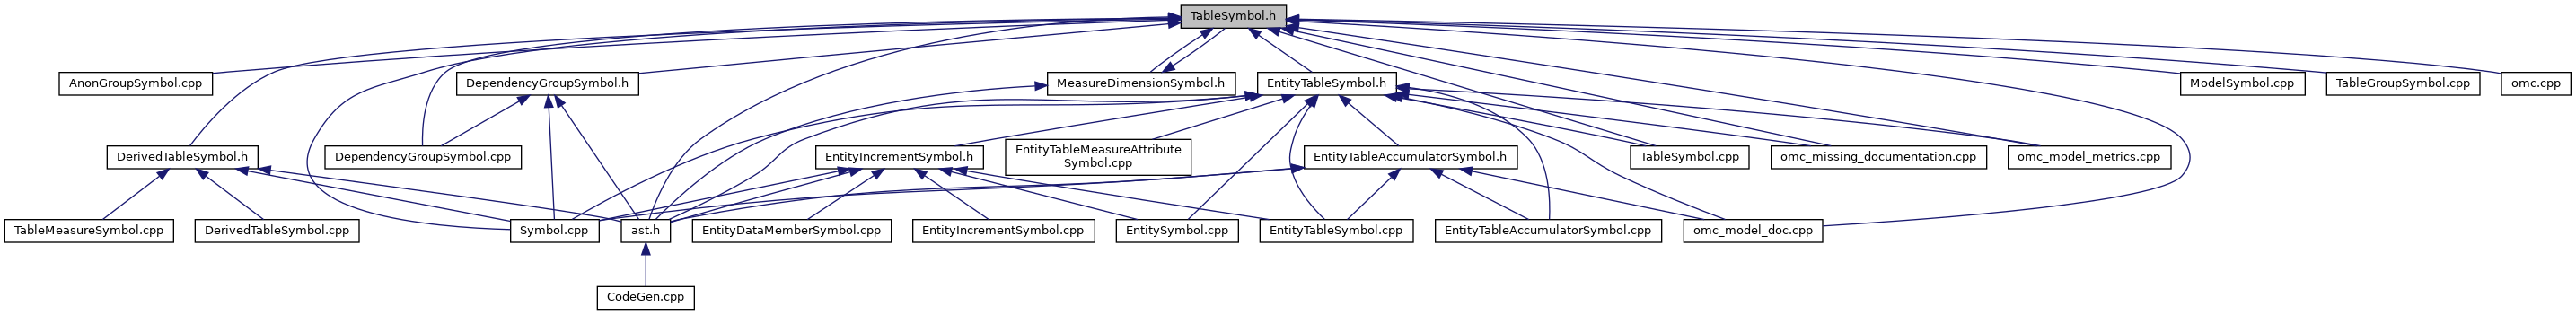 TableSymbol.h
AnonGroupSymbol.cpp
DependencyGroupSymbol.h
MeasureDimensionSymbol.h
EntityTableSymbol.h
ModelSymbol.cpp
TableGroupSymbol.cpp
omc.cpp
DerivedTableSymbol.h
DependencyGroupSymbol.cpp
EntityIncrementSymbol.h
EntityTableMeasureAttribute
Symbol.cpp
EntityTableAccumulatorSymbol.h
TableSymbol.cpp
omc_missing_documentation.cpp
omc_model_metrics.cpp
TableMeasureSymbol.cpp
DerivedTableSymbol.cpp
Symbol.cpp
ast.h
EntityDataMemberSymbol.cpp
EntityIncrementSymbol.cpp
EntitySymbol.cpp
EntityTableSymbol.cpp
EntityTableAccumulatorSymbol.cpp
omc_model_doc.cpp
CodeGen.cpp